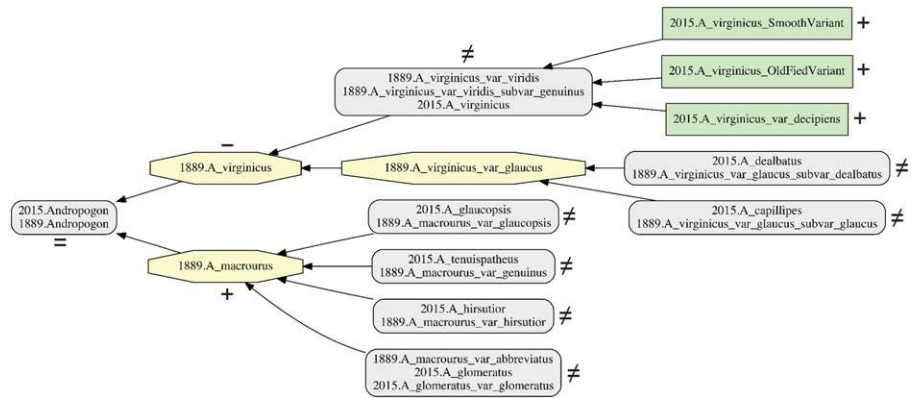 2015.A_virginicus_SmoothVariant +
≠
2015.A_virginicus_OldFiedVariant +
1889.A_virginicus_var_viridis
1889.A_virginicus_var_viridis_subvar_genuinus
2015.A_virginicus
2015.A_virginicus_var_decipiens +
−
1889.A_virginicus
1889.A_virginicus_var_glaucus
2015.A_dealbatus
1889.A_virginicus_var_glaucus_subvar_dealbatus ≠
2015.A_capillipes
1889.A_virginicus_var_glaucus_subvar_glaucus ≠
2015.Andropogon
1889.Andropogon
=
2015.A_glaucopsis
1889.A_macrourus_var_glaucopsis ≠
1889.A_macrourus
+
2015.A_tenuispatheus
1889.A_macrourus_var_genuinus ≠
2015.A_hirsutior
1889.A_macrourus_var_hirsutior ≠
1889.A_macrourus_var_abbreviatus
2015.A_glomeratus
2015.A_glomeratus_var_glomeratus ≠